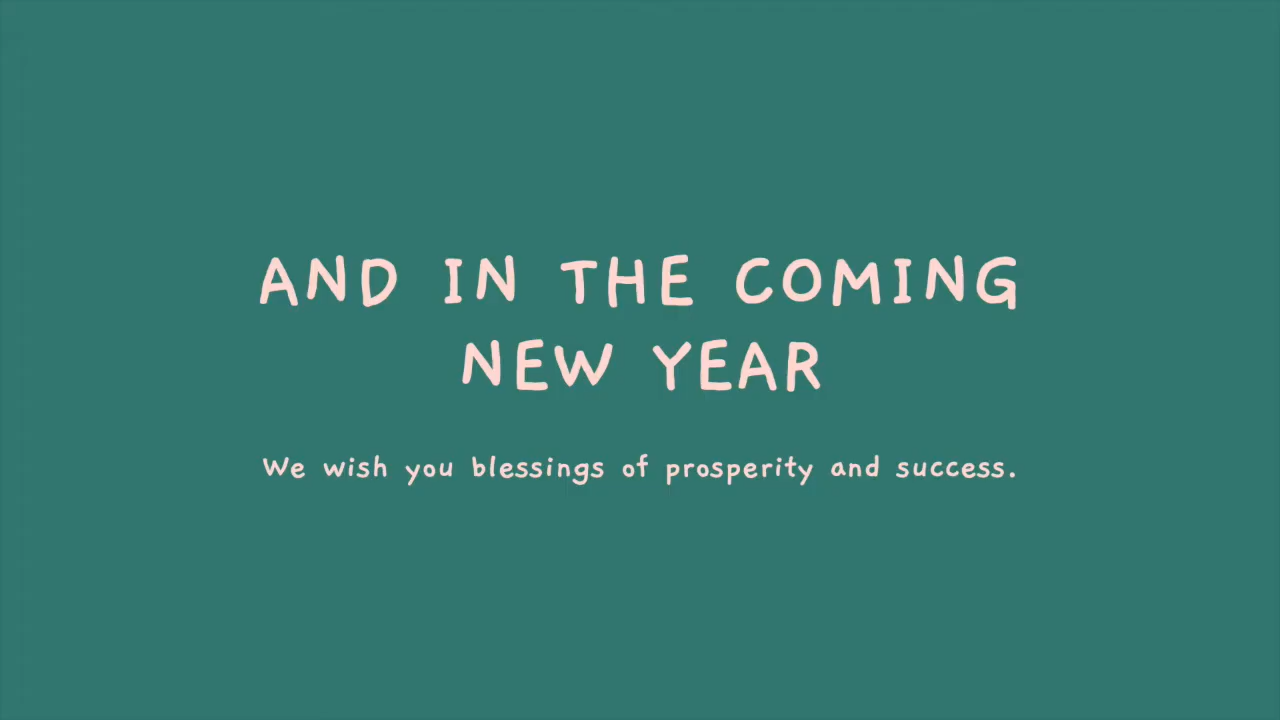 AND IN THE COMING
NEW YEAR
We wish you blessings of prosperity and success.